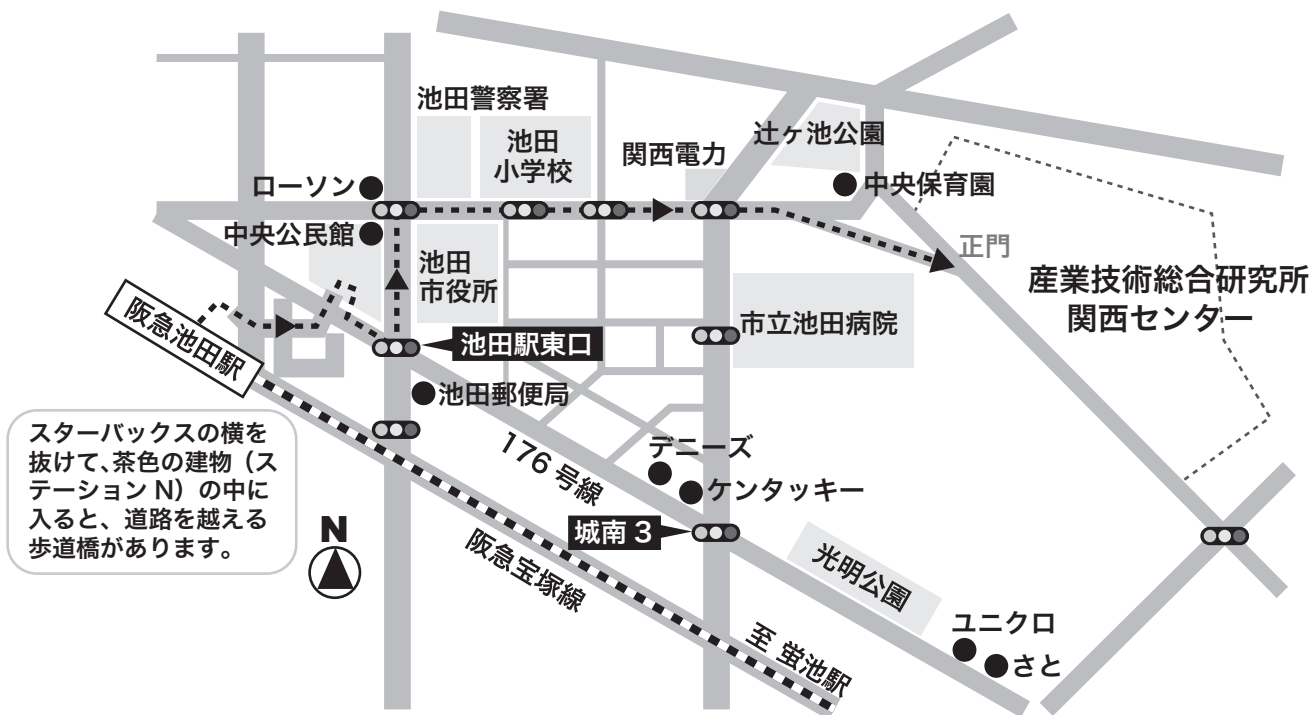 池田警察署
池田
小学校
関西電力
辻ヶ池公園
中央保育園
ローソン
中央公民館
池田
市役所
正門
産業技術総合研究所
関西センター
阪急池田駅
池田駅東口
市立池田病院
池田郵便局
スターバックスの横を
抜けて、茶色の建物（ス
テーション N）の中に
入ると、道路を越える
歩道橋があります。
N
176 号線
デニーズ
ケンタッキー
城南 3
阪急宝塚線
光明公園
ユニクロ
さと
至 蛍池駅